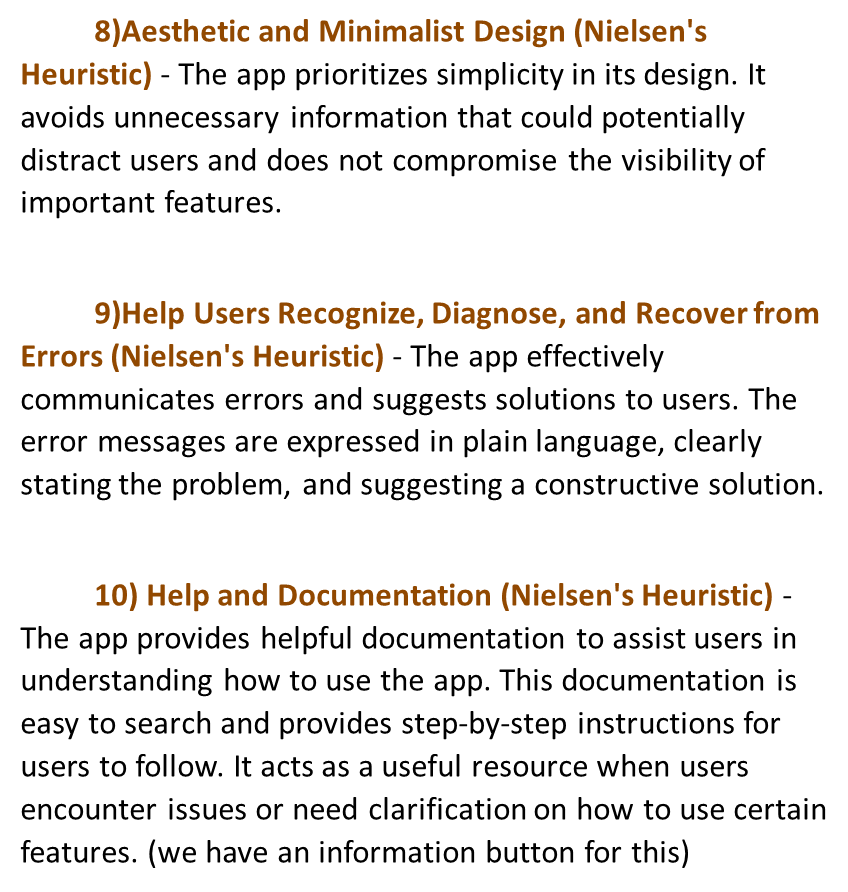 8)Aesthetic and Minimalist Design (Nielsen's
Heuristic) - The app prioritizes simplicity in its design. It
avoids unnecessary information that could potentially
distract users and does not compromise the visibility of
important features.
9)Help Users Recognize, Diagnose, and Recover from
Errors (Nielsen's Heuristic) - The app effectively
communicates errors and suggests solutions to users. The
error messages are expressed in plain language, clearly
stating the problem, and suggesting a constructive solution.
10) Help and Documentation (Nielsen's Heuristic) -
The app provides helpful documentation to assist users in
understanding how to use the app. This documentation is
easy to search and provides step-by-step instructions for
users to follow. It acts as a useful resource when users
encounter issues or need clarification on how to use certain
features. (we have an information button for this)